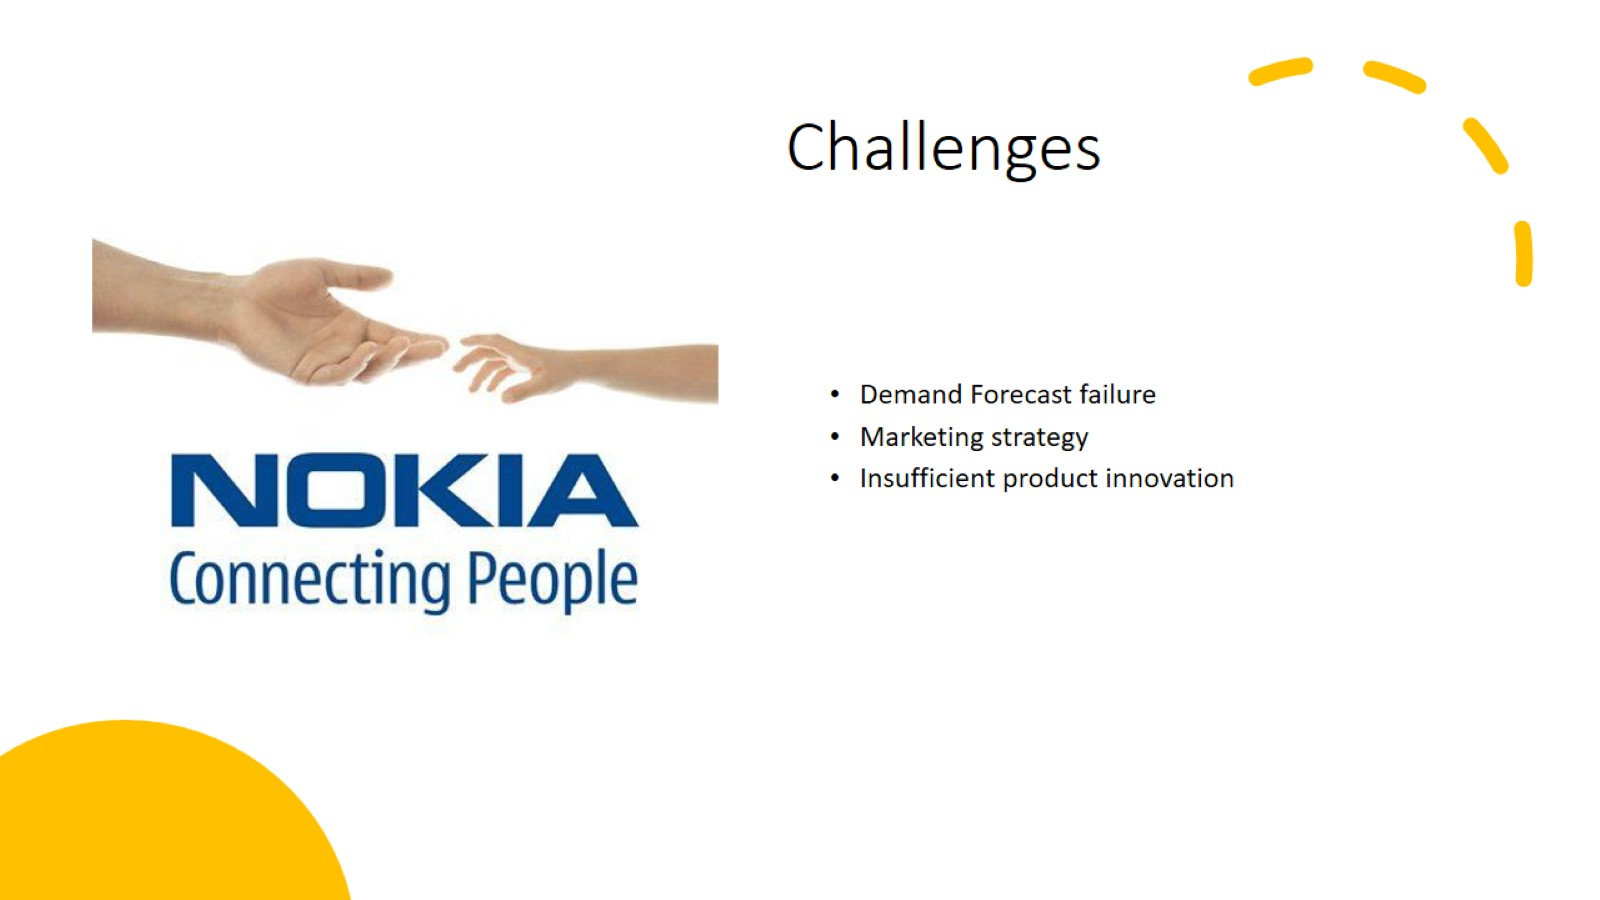 Challenges
NOKIA
Connecting People
• Demand Forecast failure
• Marketing strategy
• Insufficient product innovation